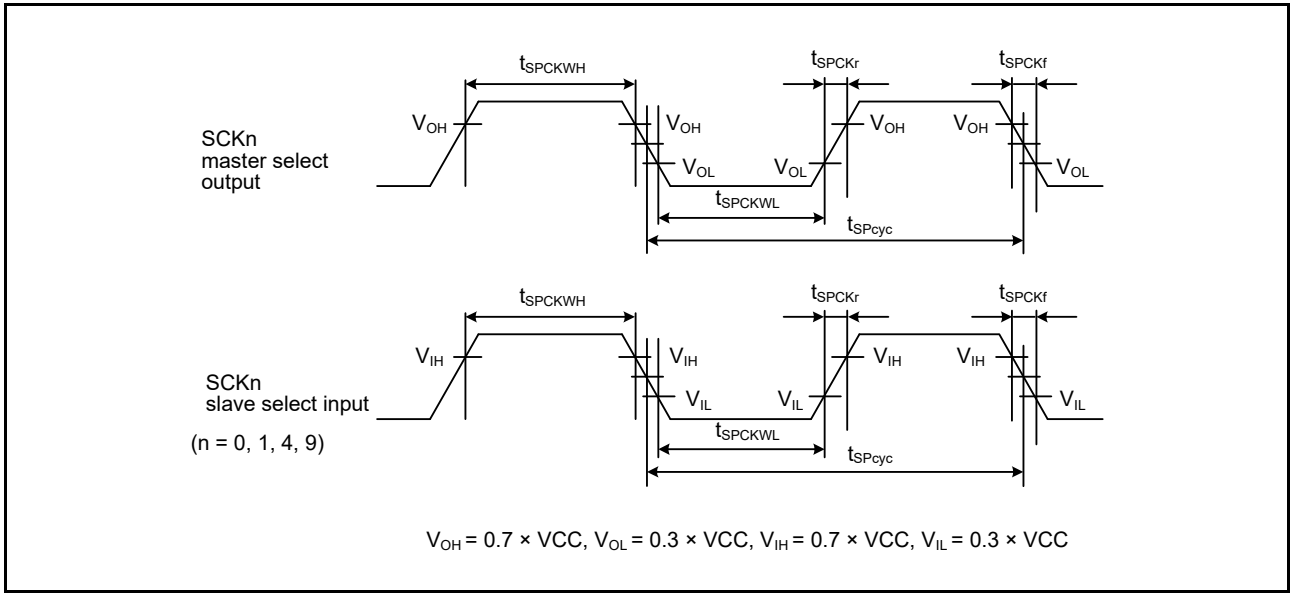 tSPCKWH
tSPCKr
tSPCKf
SCKn
master select
output
VOH
VOH
VOL
VOL
VOH
VOH
VOL
tSPCKWL
tSPcyc
tSPCKWH
tSPCKr
tSPCKf
SCKn
slave select input
(n = 0, 1, 4, 9)
VIH
VIH
VIL
VIL
VIH
VIH
VIL
tSPCKWL
tSPcyc
VOH = 0.7 × VCC, VOL = 0.3 × VCC, VIH = 0.7 × VCC, VIL = 0.3 × VCC